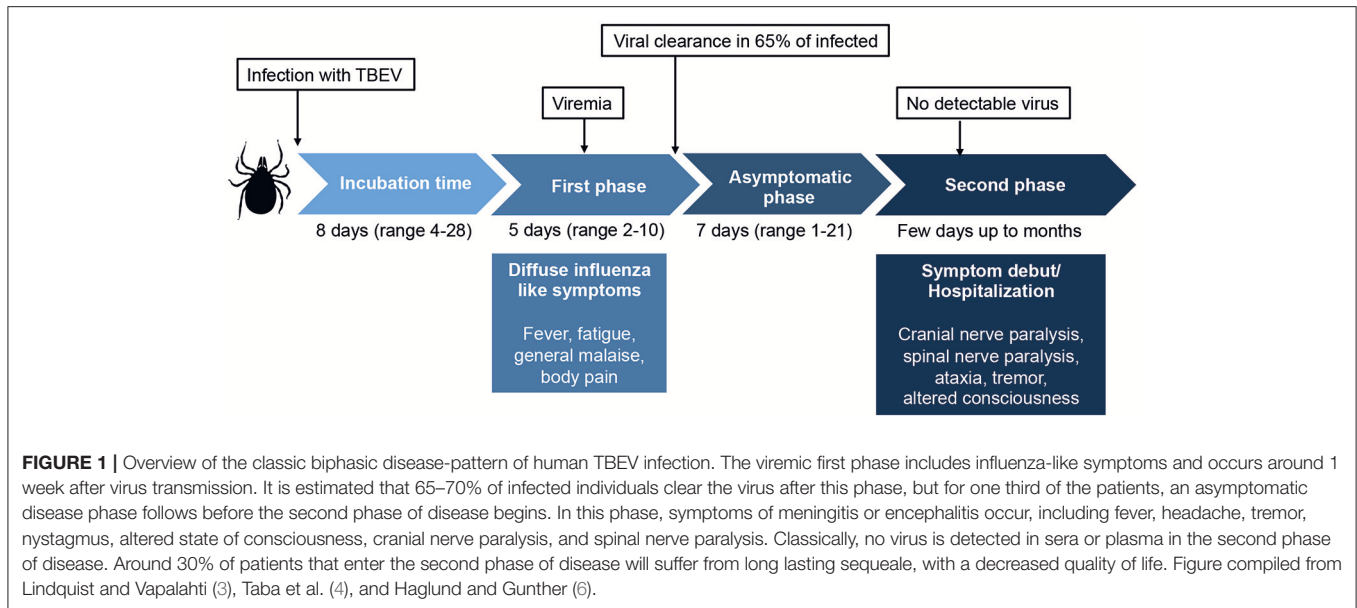 Viral clearance in 65% of infected
Infection with TBEV
Viremia
No detectable virus
Incubation time
First phase
Asymptomatic
phase
Second phase
8 days (range 4-28)
5 days (range 2-10)
7 days (range 1-21)
Few days up to months
Diffuse influenza
like symptoms
Fever, fatigue,
general malaise,
body pain
Symptom debut/
Hospitalization
Cranial nerve paralysis,
spinal nerve paralysis,
ataxia, tremor,
altered consciousness
FIGURE 1 | Overview of the classic biphasic disease-pattern of human TBEV infection. The viremic first phase includes influenza-like symptoms and occurs around 1
week after virus transmission. It is estimated that 65–70% of infected individuals clear the virus after this phase, but for one third of the patients, an asymptomatic
disease phase follows before the second phase of disease begins. In this phase, symptoms of meningitis or encephalitis occur, including fever, headache, tremor,
nystagmus, altered state of consciousness, cranial nerve paralysis, and spinal nerve paralysis. Classically, no virus is detected in sera or plasma in the second phase
of disease. Around 30% of patients that enter the second phase of disease will suffer from long lasting sequeale, with a decreased quality of life. Figure compiled from
Lindquist and Vapalahti (3), Taba et al. (4), and Haglund and Gunther (6).